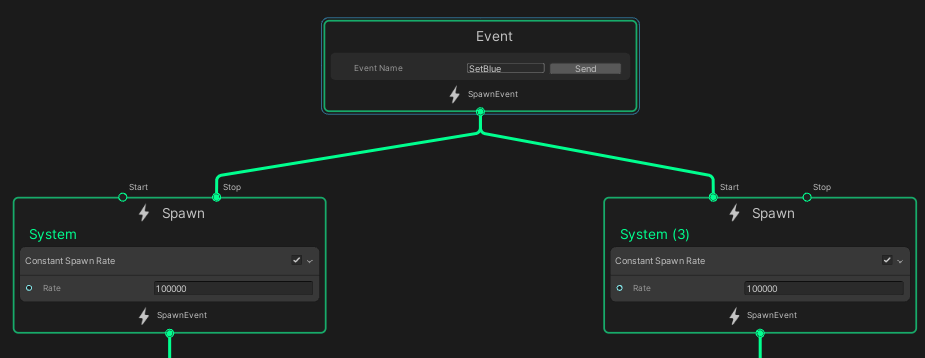 Event
Event Name SetBlue Send
SpawnEvent
Start Stop
Spawn
System
Constant Spawn Rate
Rate 100000
SpawnEvent
Start Stop
Spawn
System (3)
Constant Spawn Rate
Rate 100000
SpawnEvent